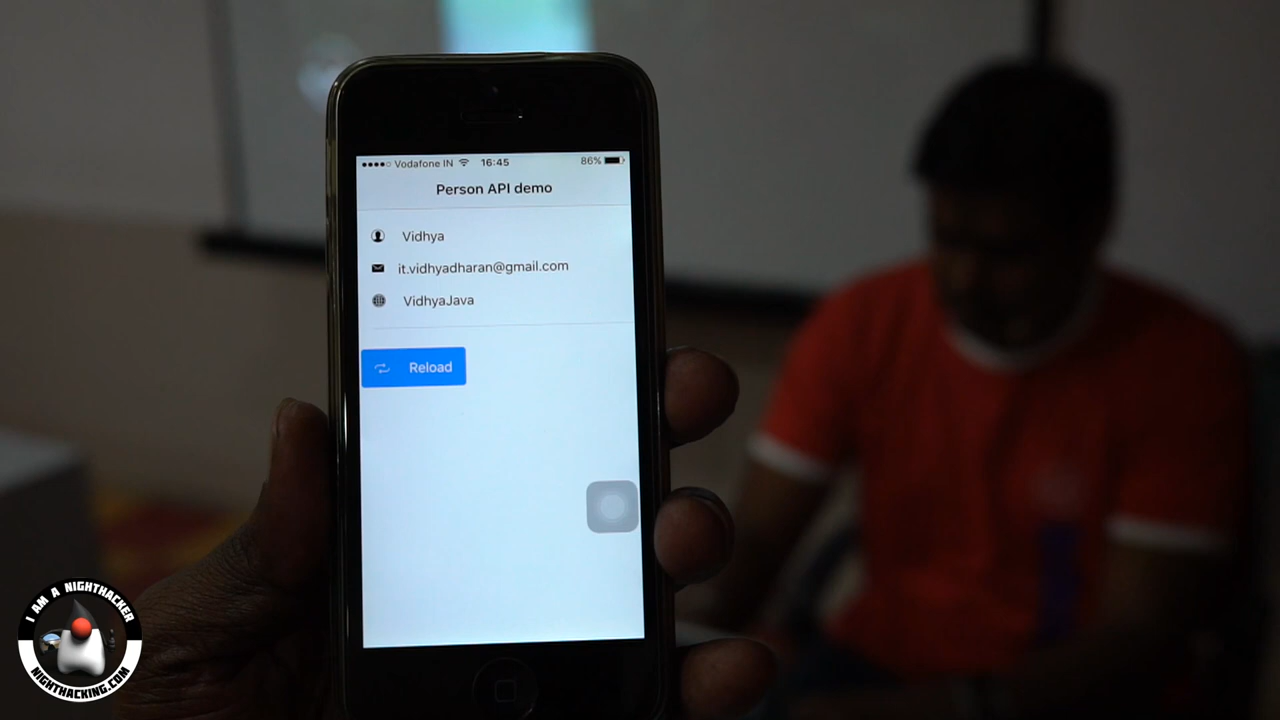 Vodafone IN 16:45 86%
Person API demo
Vidhya
it.vidhyadharan@gmail.com
VidhyaJava
Reload
I AM A NIGHTHACKER
NIGHTHACKING.COM